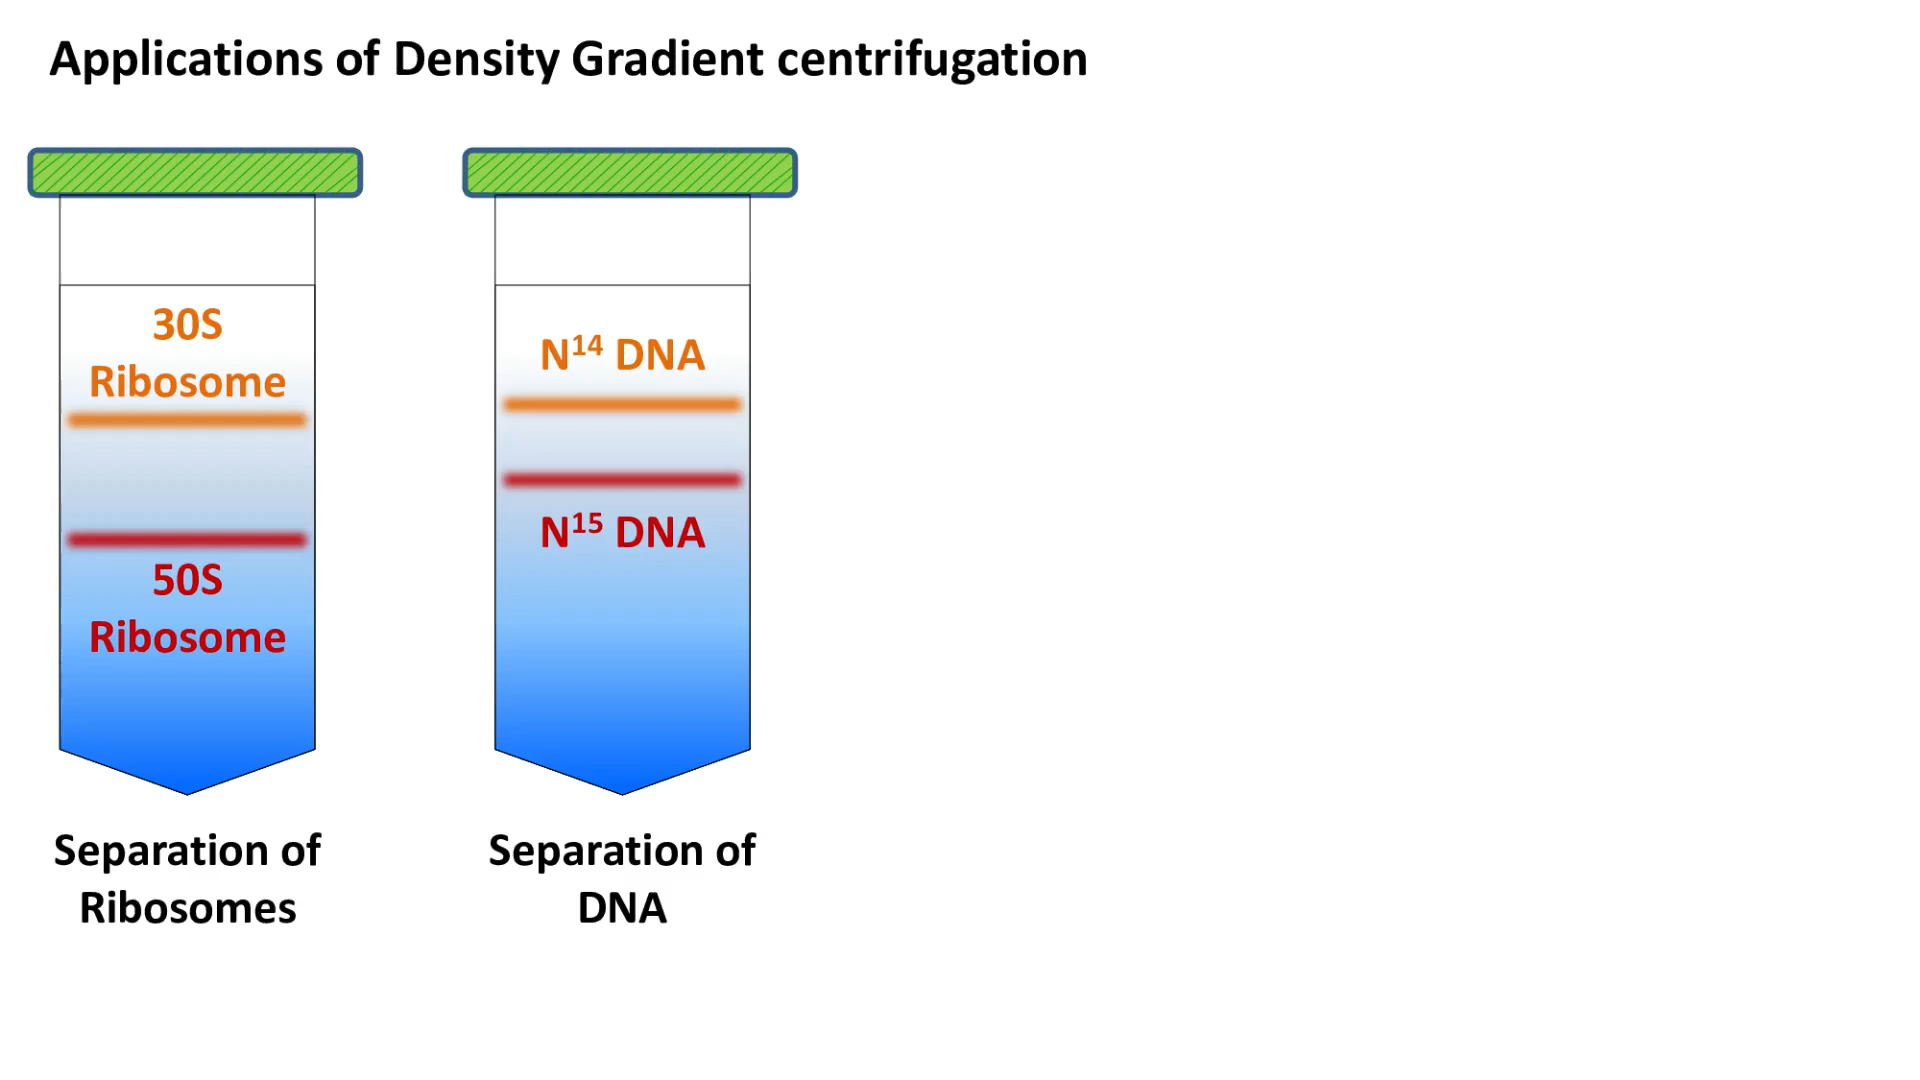 Applications of Density Gradient centrifugation
30S
Ribosome
50S
Ribosome
Separation of
Ribosomes
N¹⁴ DNA
N¹⁵ DNA
Separation of
DNA